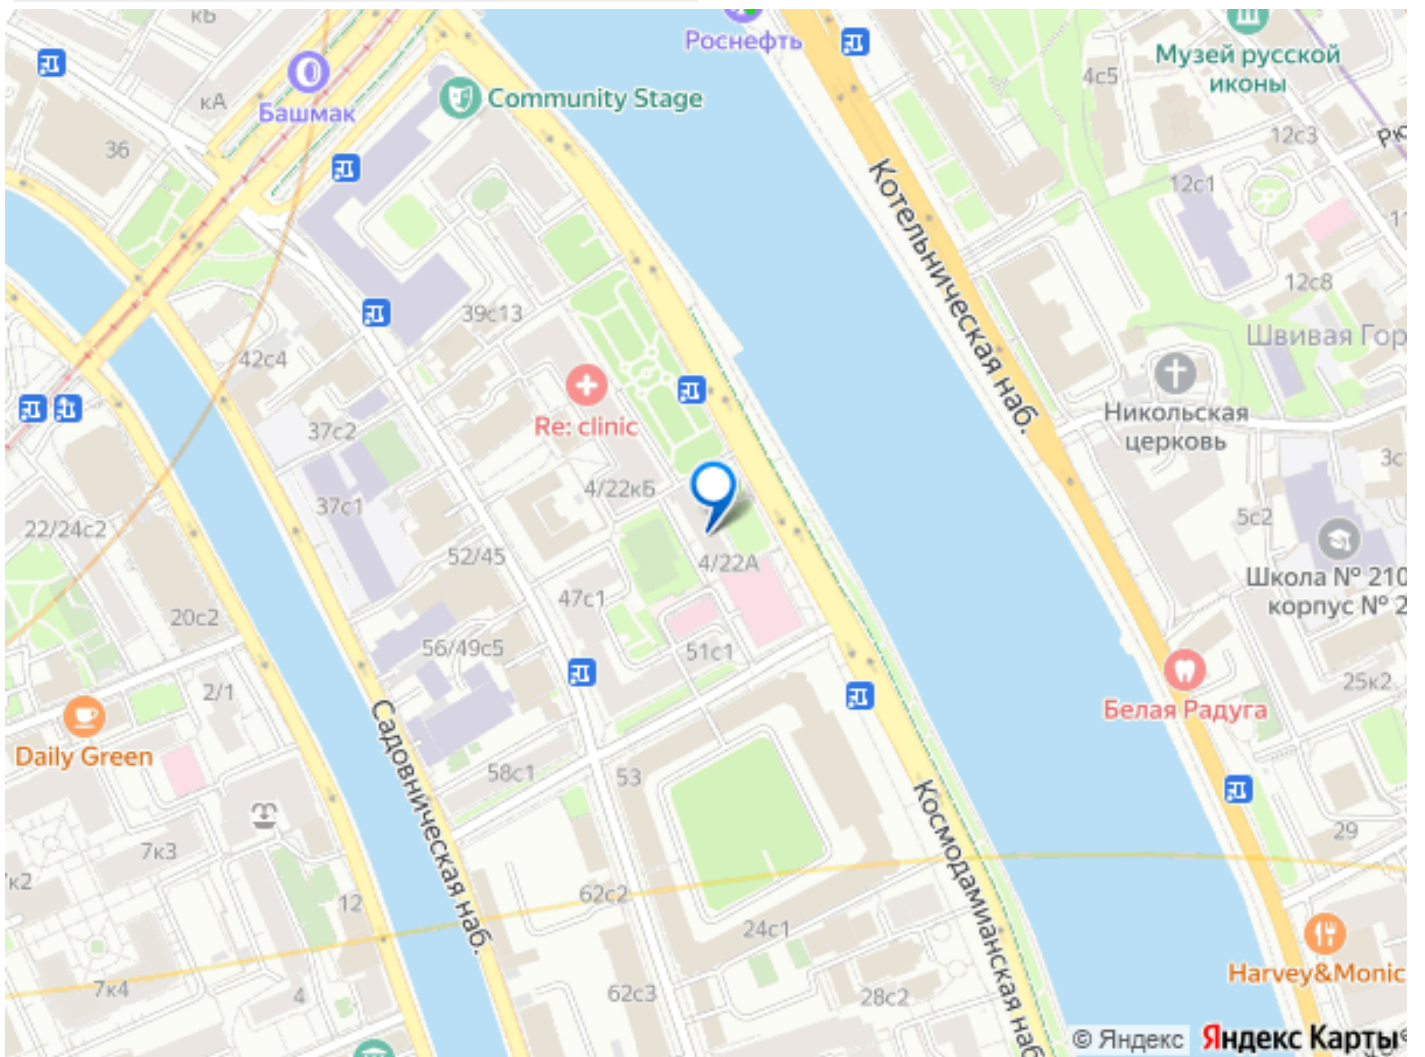 кБ
Роснефть
Музей русской
иконы
Башмак
кА
Community Stage
4с5
36
12с3
12с1
Котельническая наб.
12с8
39с13
Швивая Гор
42с4
Никольская
церковь
Re: clinic
37с2
4/22кБ
37с1
22/24с2
5с2
52/45
4/22А
Школа № 210
корпус № 2
47с1
20с2
56/49с5
51с1
2/1
25к2
Белая Радуга
Daily Green
Садовническая наб.
58с1
53
Космодамианская наб
29
7к3
62с2
12
24с1
Harvey&Monic
7к4
4
62с3
28с2
© Яндекс
Яндекс Карты